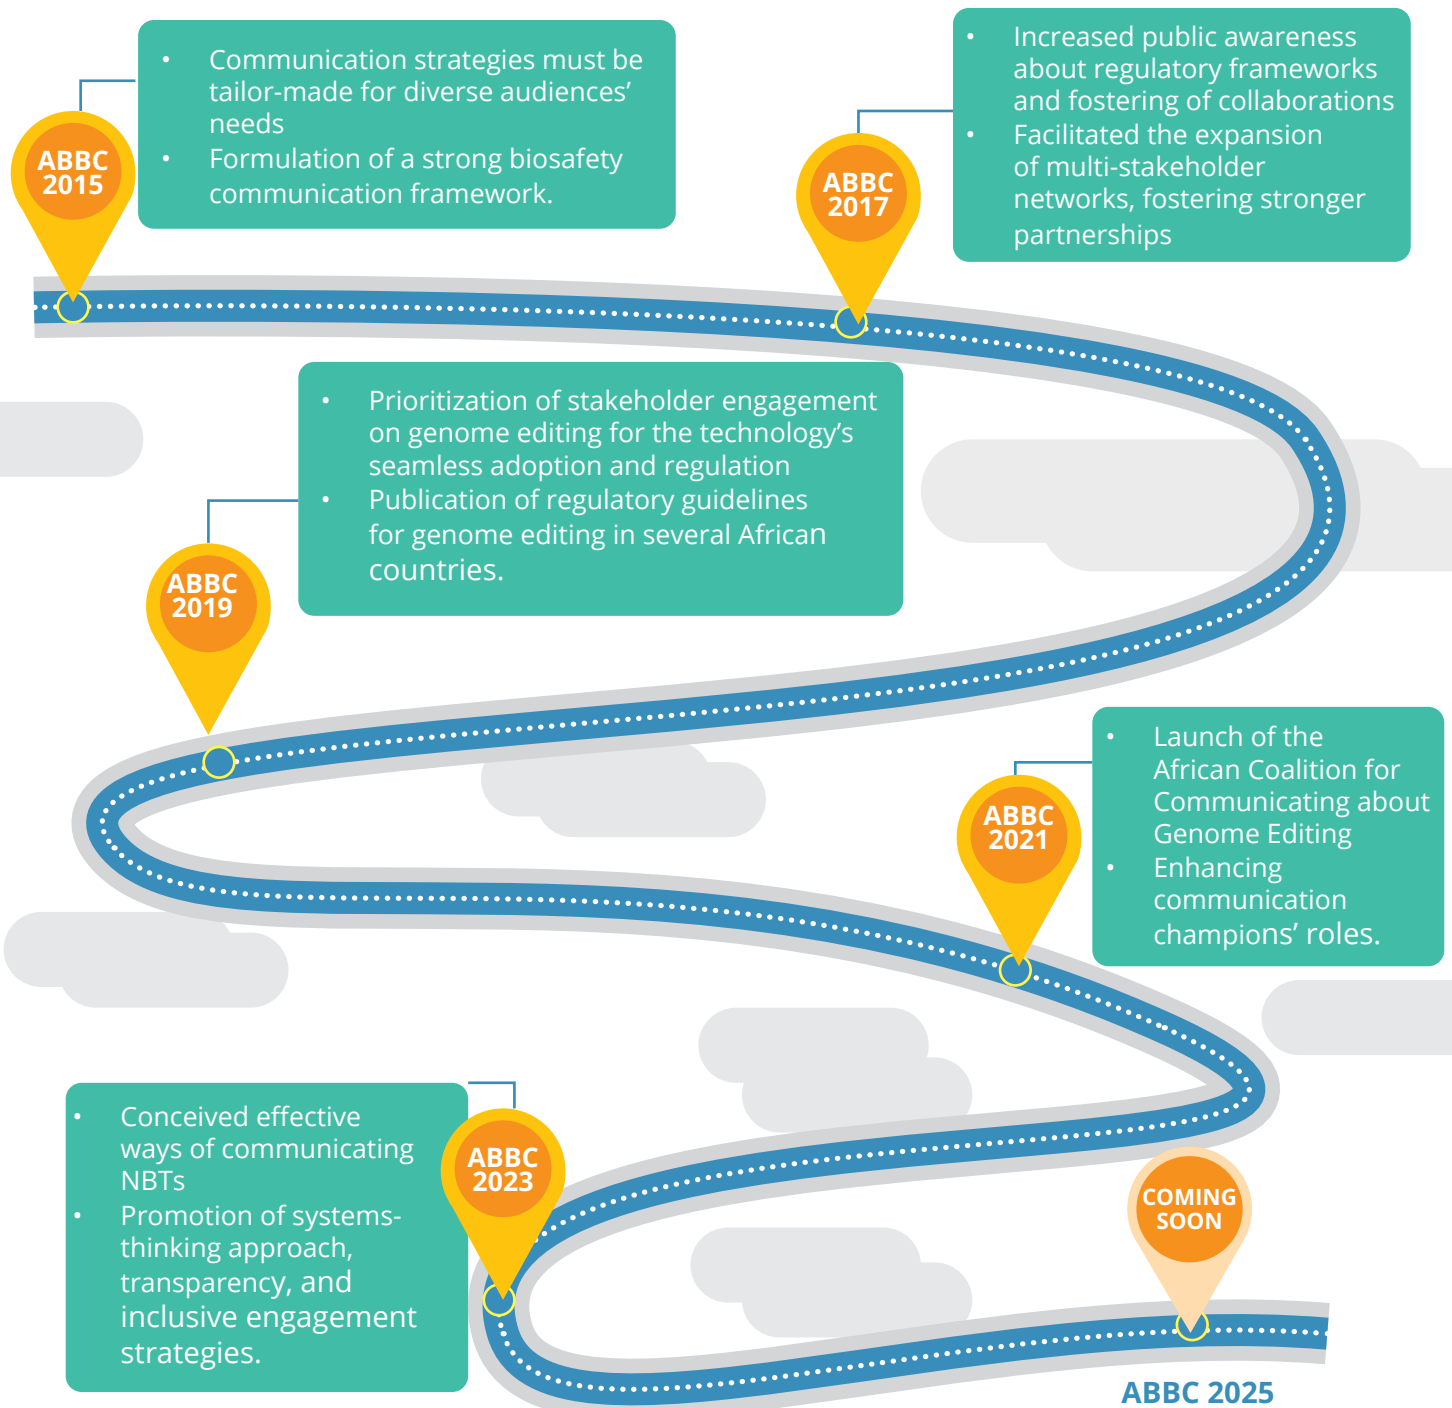 ABBC
2015
• Communication strategies must be
tailor-made for diverse audiences’
needs
• Formulation of a strong biosafety
communication framework.
ABBC
2017
• Increased public awareness
about regulatory frameworks
and fostering of collaborations
• Facilitated the expansion
of multi-stakeholder
networks, fostering stronger
partnerships
ABBC
2019
• Prioritization of stakeholder engagement
on genome editing for the technology’s
seamless adoption and regulation
• Publication of regulatory guidelines
for genome editing in several African
countries.
ABBC
2021
• Launch of the
African Coalition for
Communicating about
Genome Editing
• Enhancing
communication
champions’ roles.
ABBC
2023
• Conceived effective
ways of communicating
NBTs
• Promotion of systems-
thinking approach,
transparency, and
inclusive engagement
strategies.
COMING
SOON
ABBC 2025